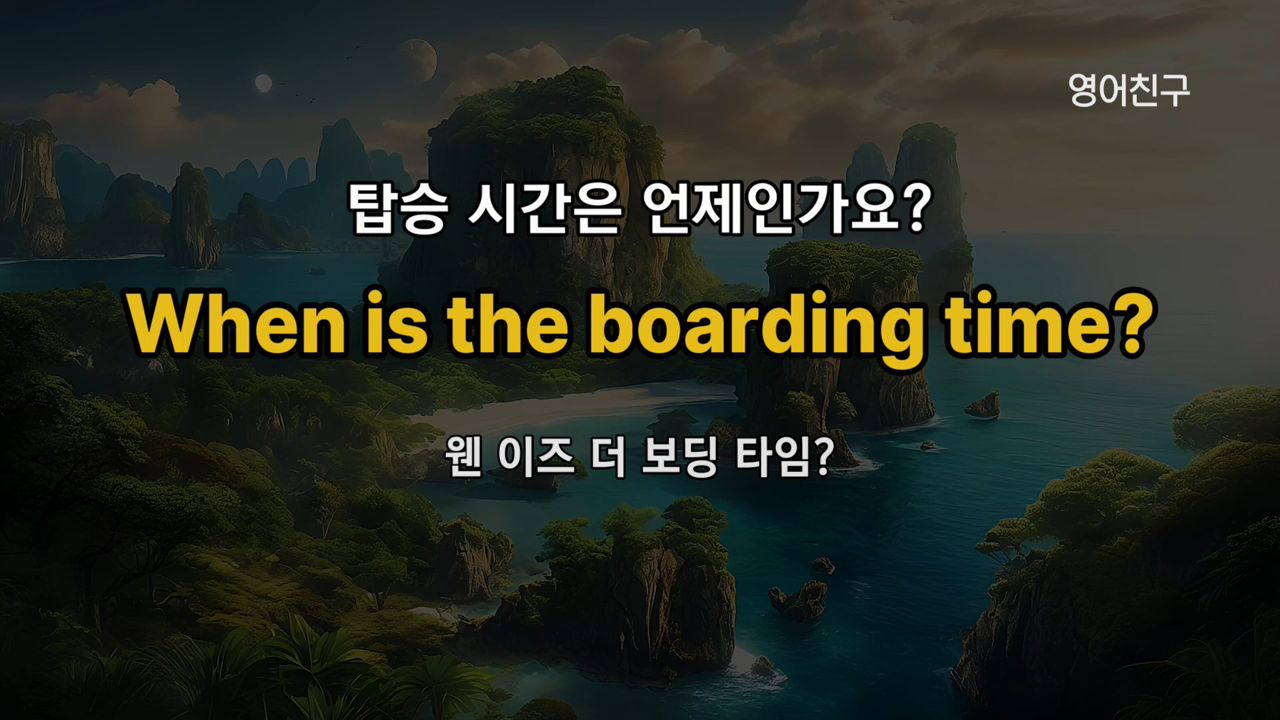 영어친구
탑승 시간은 언제인가요?
When is the boarding time?
웬 이즈 더 보딩 타임?